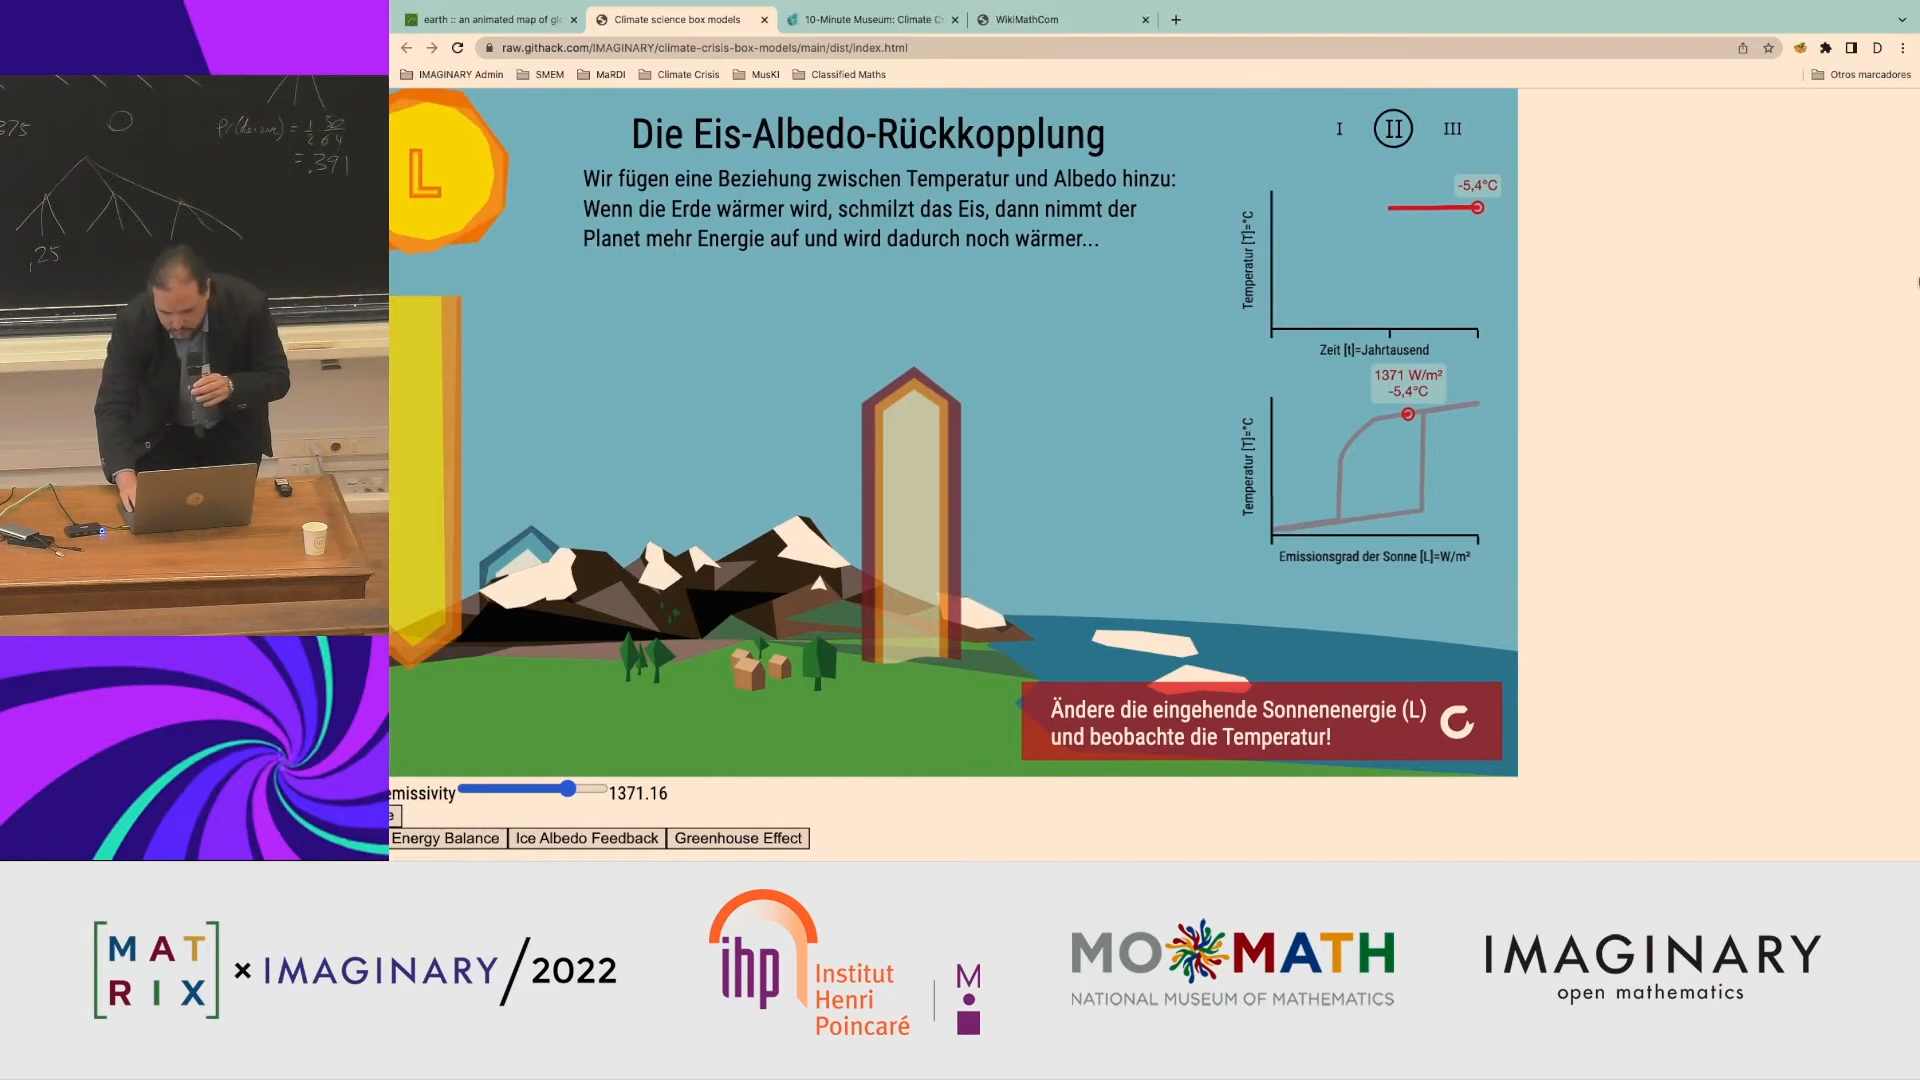 earth :: an animated map of gl
Climate science box models
10-Minute Museum: Climate C
WikiMathCom
raw.githack.com/IMAGINARY/climate-crisis-box-models/main/dist/index.html
D
IMAGINARY Admin
SMEM
MaRDI
Climate Crisis
MusKI
Classified Maths
Otros marcadores
L
Die Eis-Albedo-Rückkopplung
I II III
Wir fügen eine Beziehung zwischen Temperatur und Albedo hinzu:
Wenn die Erde wärmer wird, schmilzt das Eis, dann nimmt der
Planet mehr Energie auf und wird dadurch noch wärmer...
-5,4°C
Temperatur [T]=°C
Zeit [t]=Jahrtausend
1371 W/m²
-5,4°C
Temperatur [T]=°C
Emissionsgrad der Sonne [L]=W/m²
Ändere die eingehende Sonnenenergie (L)
und beobachte die Temperatur!
emissivity 1371.16
e
Energy Balance
Ice Albedo Feedback
Greenhouse Effect
375
= .391
,25
MAT
RIX
× IMAGINARY/2022
ihp
Institut
Henri
Poincaré
M
MOMATH
NATIONAL MUSEUM OF MATHEMATICS
IMAGINARY
open mathematics